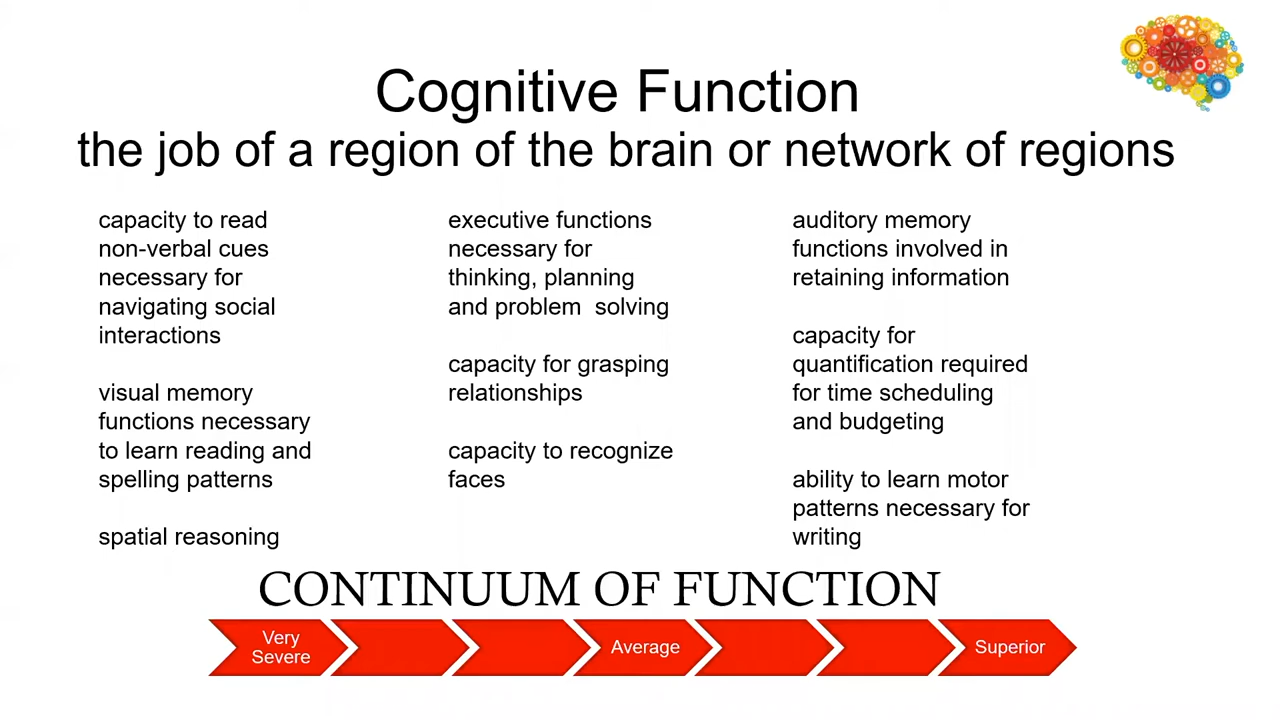 Cognitive Function
the job of a region of the brain or network of regions
capacity to read
non-verbal cues
necessary for
navigating social
interactions
visual memory
functions necessary
to learn reading and
spelling patterns
spatial reasoning
executive functions
necessary for
thinking, planning
and problem  solving
capacity for grasping
relationships
capacity to recognize
faces
auditory memory
functions involved in
retaining information
capacity for
quantification required
for time scheduling
and budgeting
ability to learn motor
patterns necessary for
writing
CONTINUUM OF FUNCTION
Very
Severe
Average
Superior